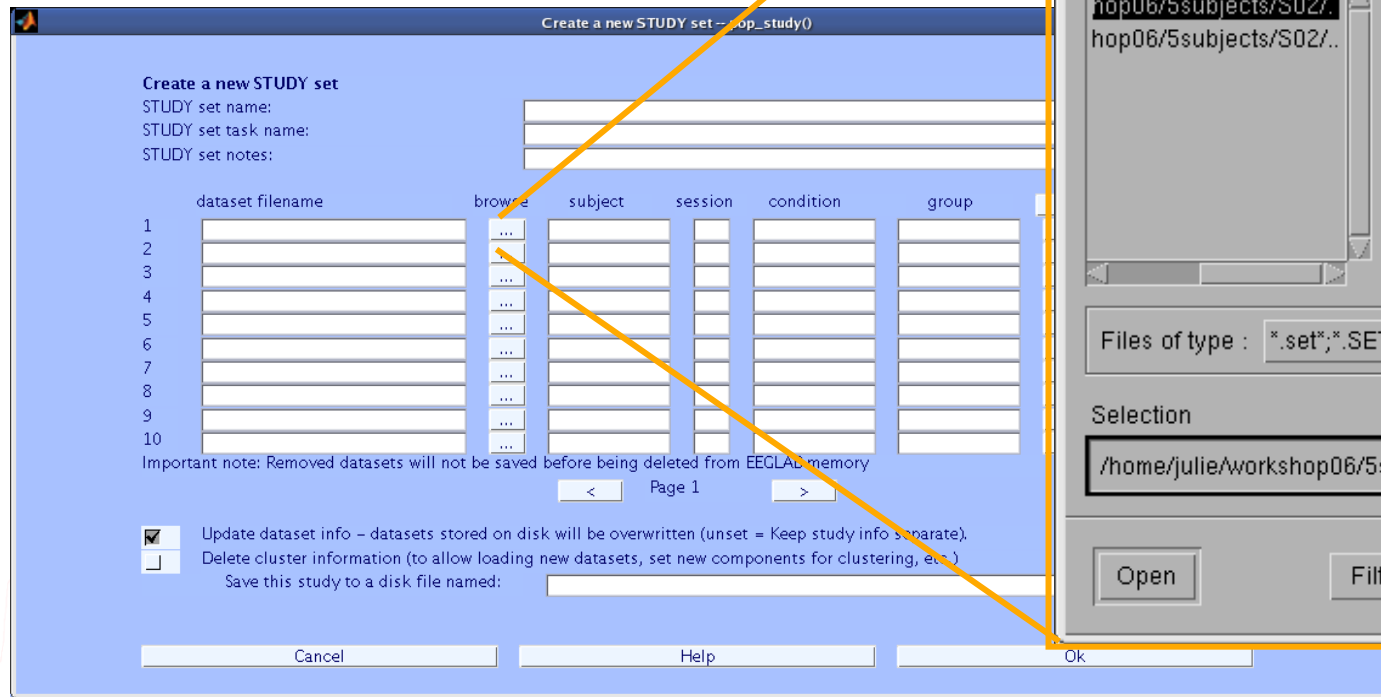 Create a new STUDY set -- pop_study()
Create a new STUDY set
STUDY set name:
STUDY set task name:
STUDY set notes:
dataset filename browse subject session condition group
1 ...
2 ...
3 ...
4 ...
5 ...
6 ...
7 ...
8 ...
9 ...
10 ...
Important note: Removed datasets will not be saved before being deleted from EEGLAB memory
< Page 1 >
Update dataset info – datasets stored on disk will be overwritten (unset = Keep study info separate).
Delete cluster information (to allow loading new datasets, set new components for clustering, etc.)
Save this study to a disk file named:
Cancel Help Ok
hop06/5subjects/S02/.
hop06/5subjects/S02/..
Files of type : *.set*;*.SET
Selection
/home/julie/workshop06/5s
Open Filt